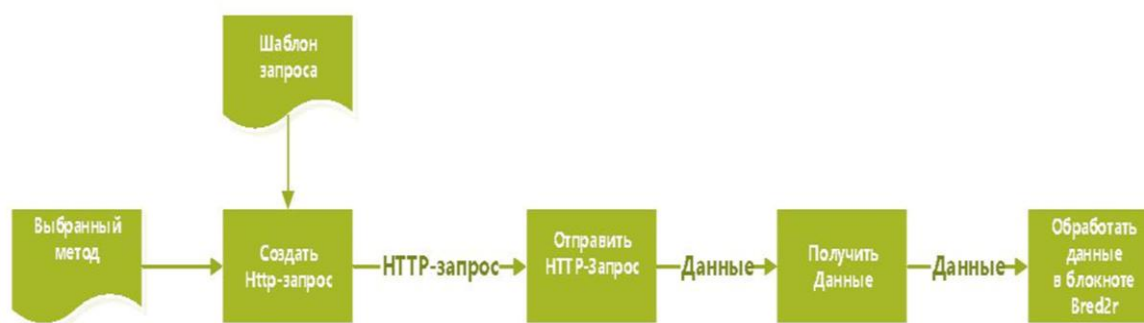 Шаблон
запроса
Выбранный
метод
Создать
Http-запрос
HTTP-запрос
Отправить
HTTP-Запрос
Данные
Получить
Данные
Данные
Обработать
данные
в блокноте
Bred2r